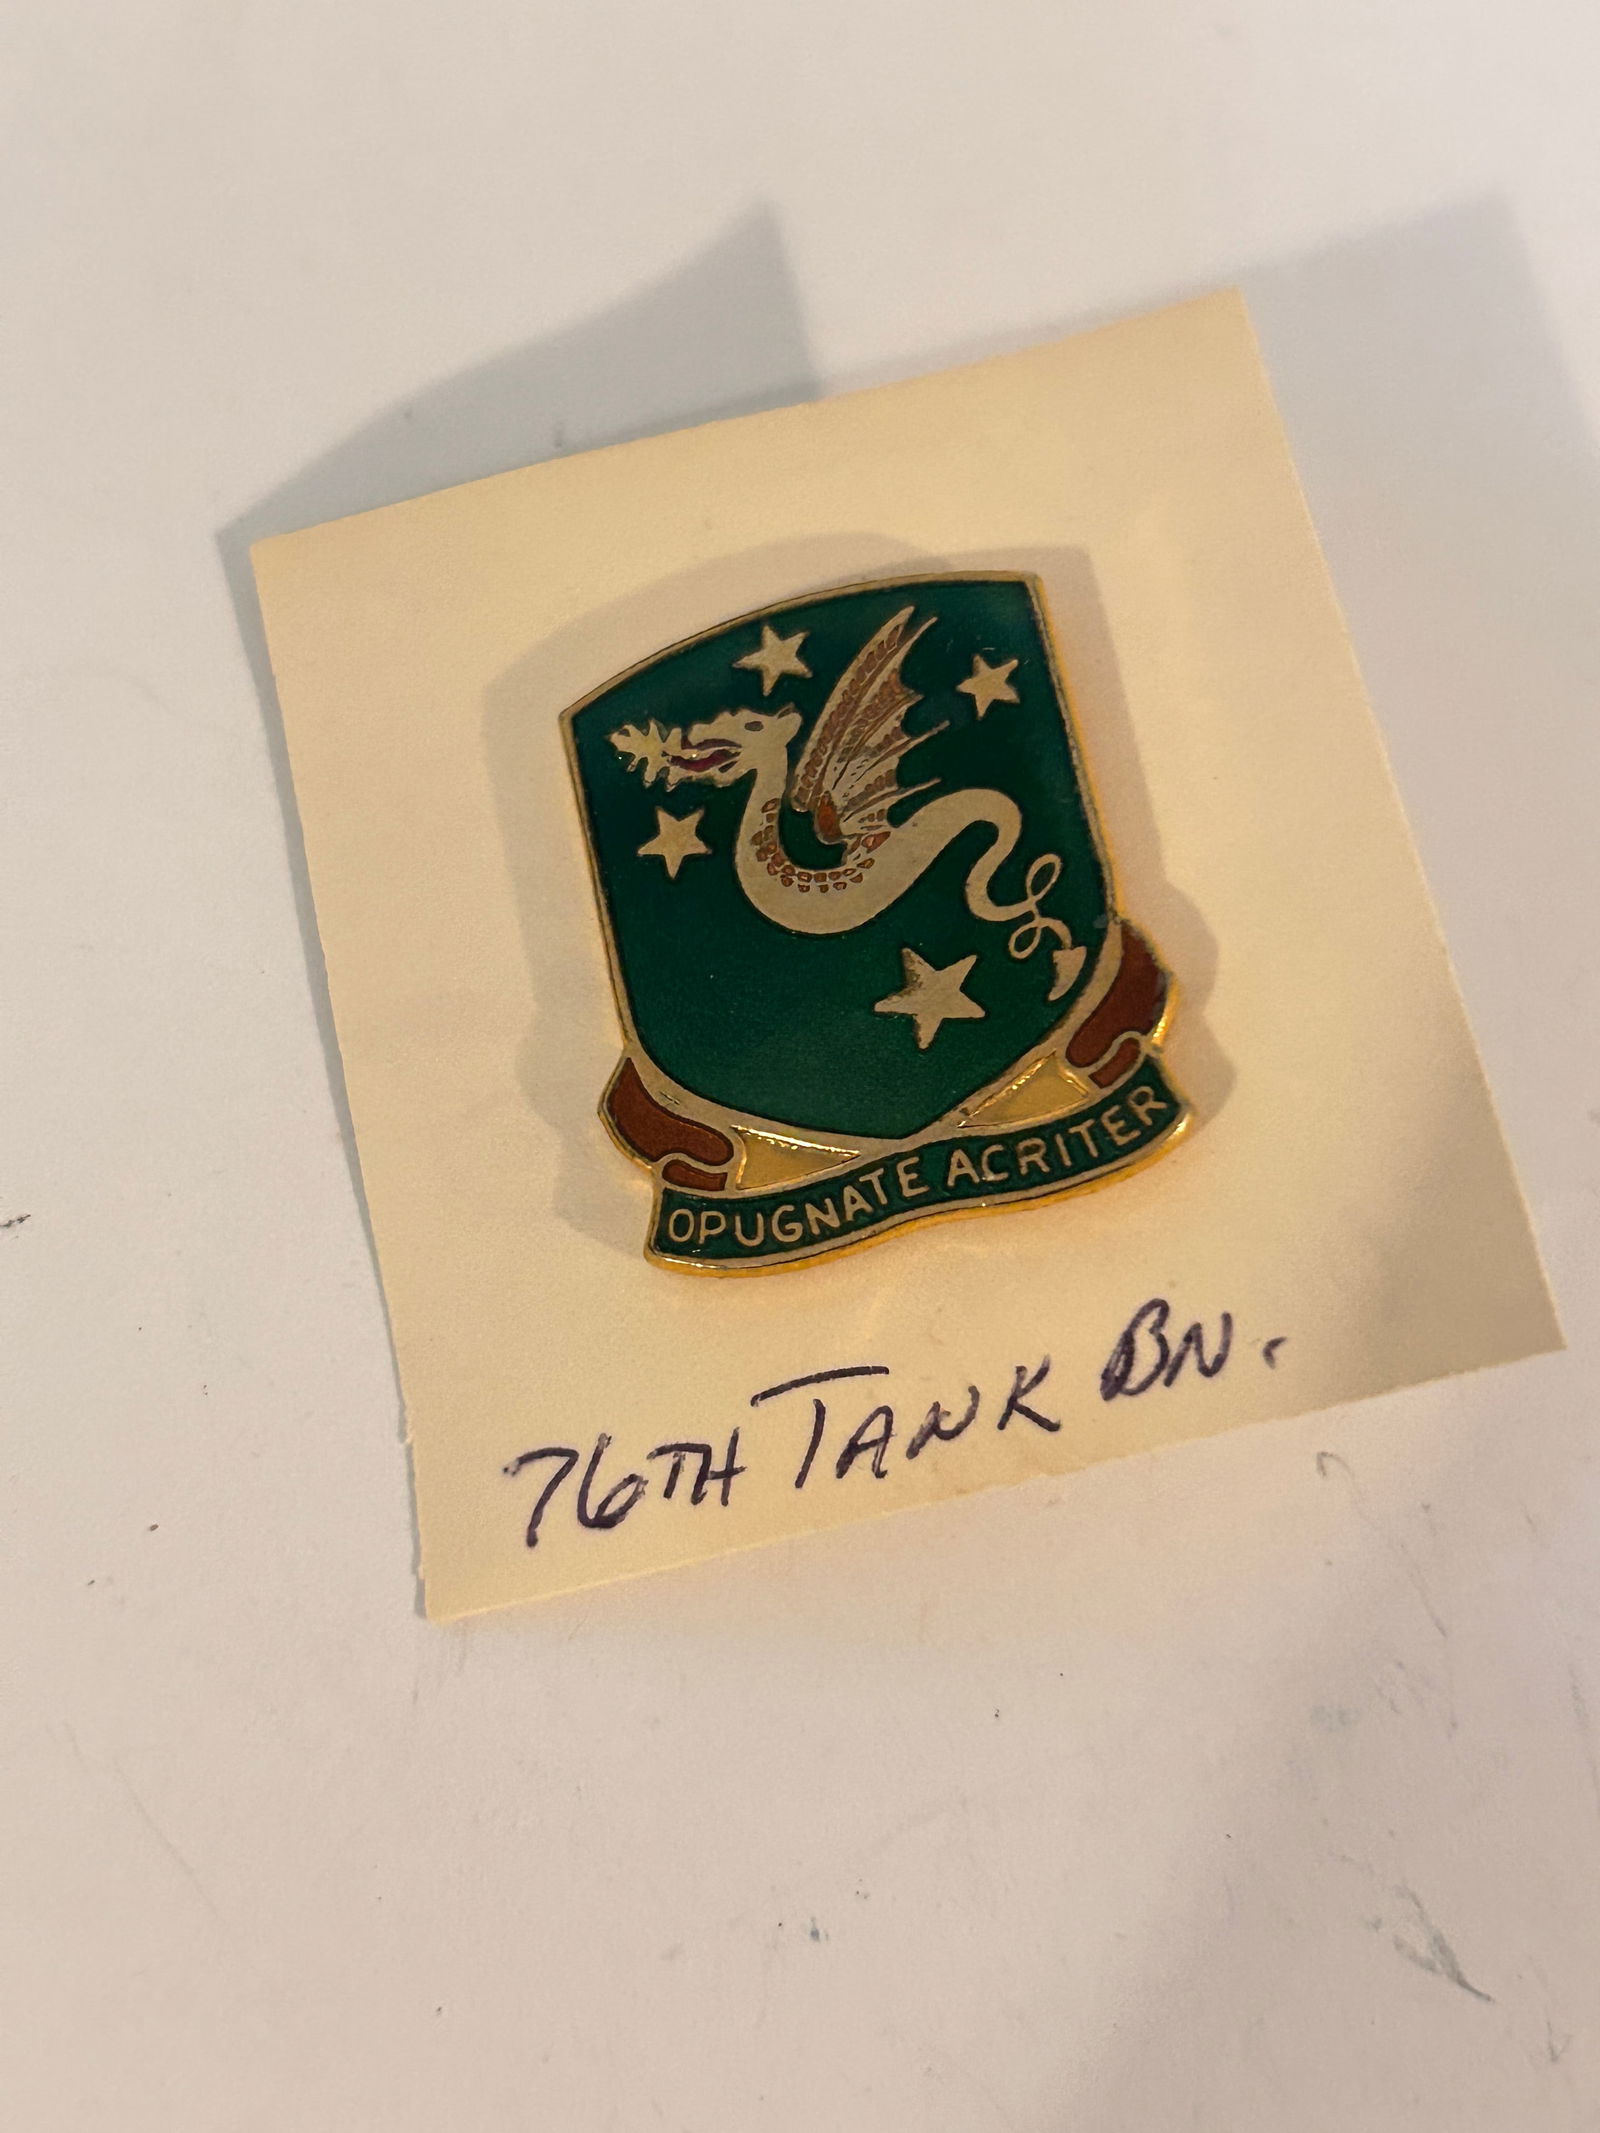 OPUGNATE ACRITER
76TH TANK BN.